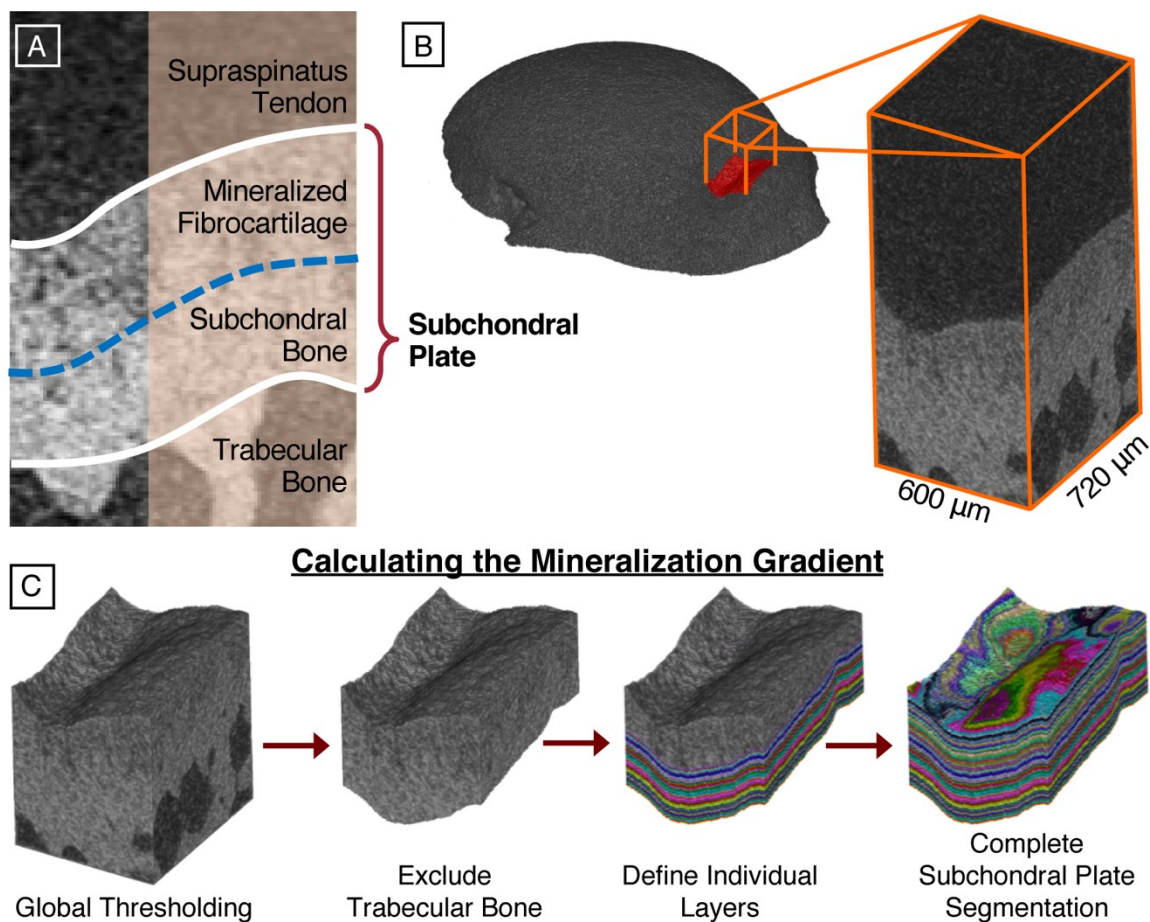 A
Supraspinatus
Tendon
Mineralized
Fibrocartilage
Subchondral
Bone
Trabecular
Bone
Subchondral
Plate
B
600 µm
720 µm
Calculating the Mineralization Gradient
C
Global Thresholding
Exclude
Trabecular Bone
Define Individual
Layers
Complete
Subchondral Plate
Segmentation